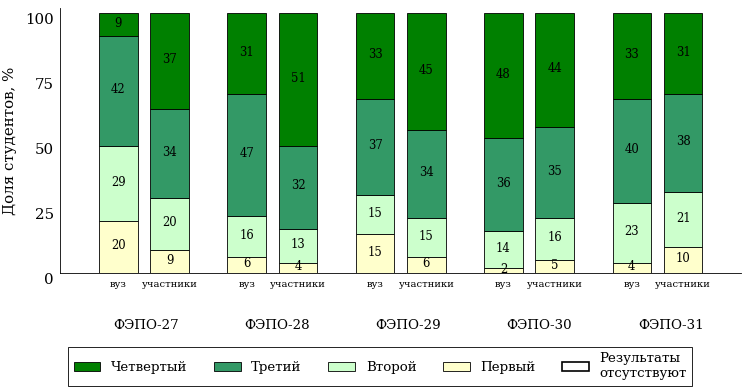 Доля студентов, %
100
75
50
25
0
9 37 31 51 33 45 48 44 33 31
42 34 47 32 37 34 36 35 40 38
29 20 16 13 15 15 14 16 23 21
20 9 6 4 15 6 2 5 4 10
вуз участники вуз участники вуз участники вуз участники вуз участники
ФЭПО-27 ФЭПО-28 ФЭПО-29 ФЭПО-30 ФЭПО-31
Четвертый Третий Второй Первый Результаты
отсутствуют